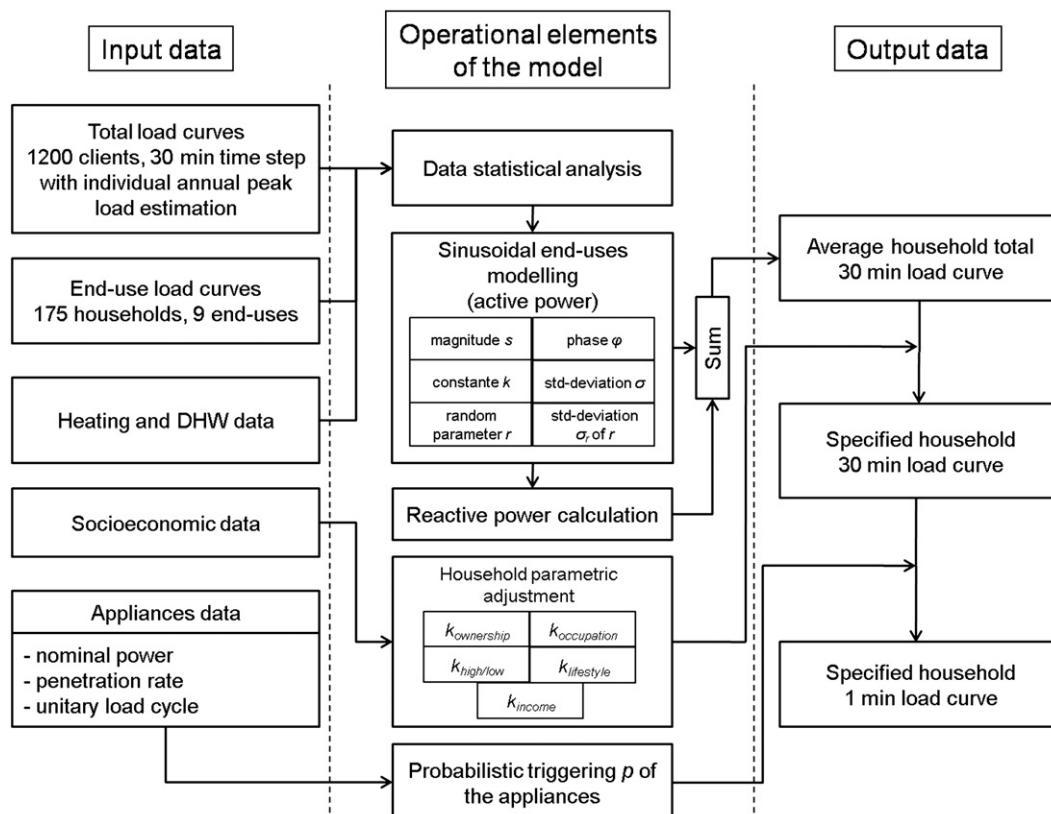 Input data
Operational elements
of the model
Output data
Total load curves
1200 clients, 30 min time step
with individual annual peak
load estimation
End-use load curves
175 households, 9 end-uses
Heating and DHW data
Socioeconomic data
Appliances data
- nominal power
- penetration rate
- unitary load cycle
Data statistical analysis
Sinusoidal end-uses
modelling
(active power)
magnitude s
phase φ
constante k
std-deviation σ
random
parameter r
std-deviation
σr of r
Reactive power calculation
Household parametric
adjustment
kownership
koccupation
khigh/low
klifestyle
kincome
Probabilistic triggering p of
the appliances
Sum
Average household total
30 min load curve
Specified household
30 min load curve
Specified household
1 min load curve